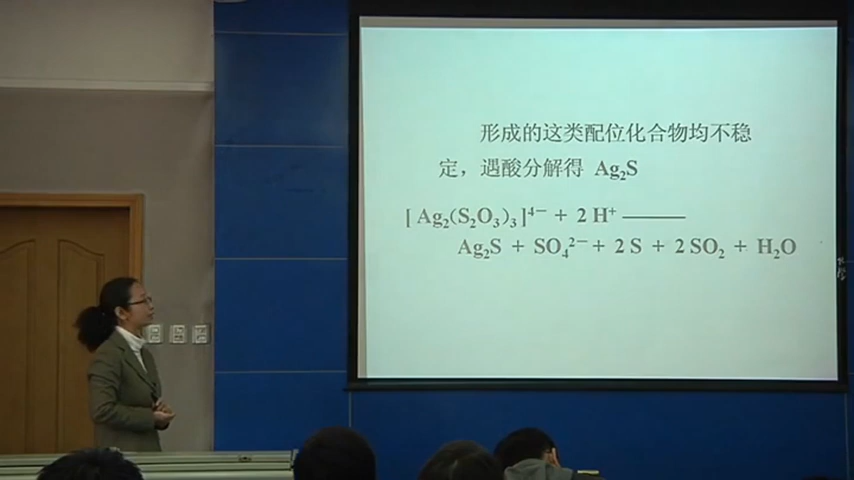 形成的这类配位化合物均不稳
定，遇酸分解得 Ag₂S
[ Ag₂(S₂O₃)₃]⁴⁻ + 2 H⁺ ——
Ag₂S + SO₄²⁻ + 2 S + 2 SO₂ + H₂O